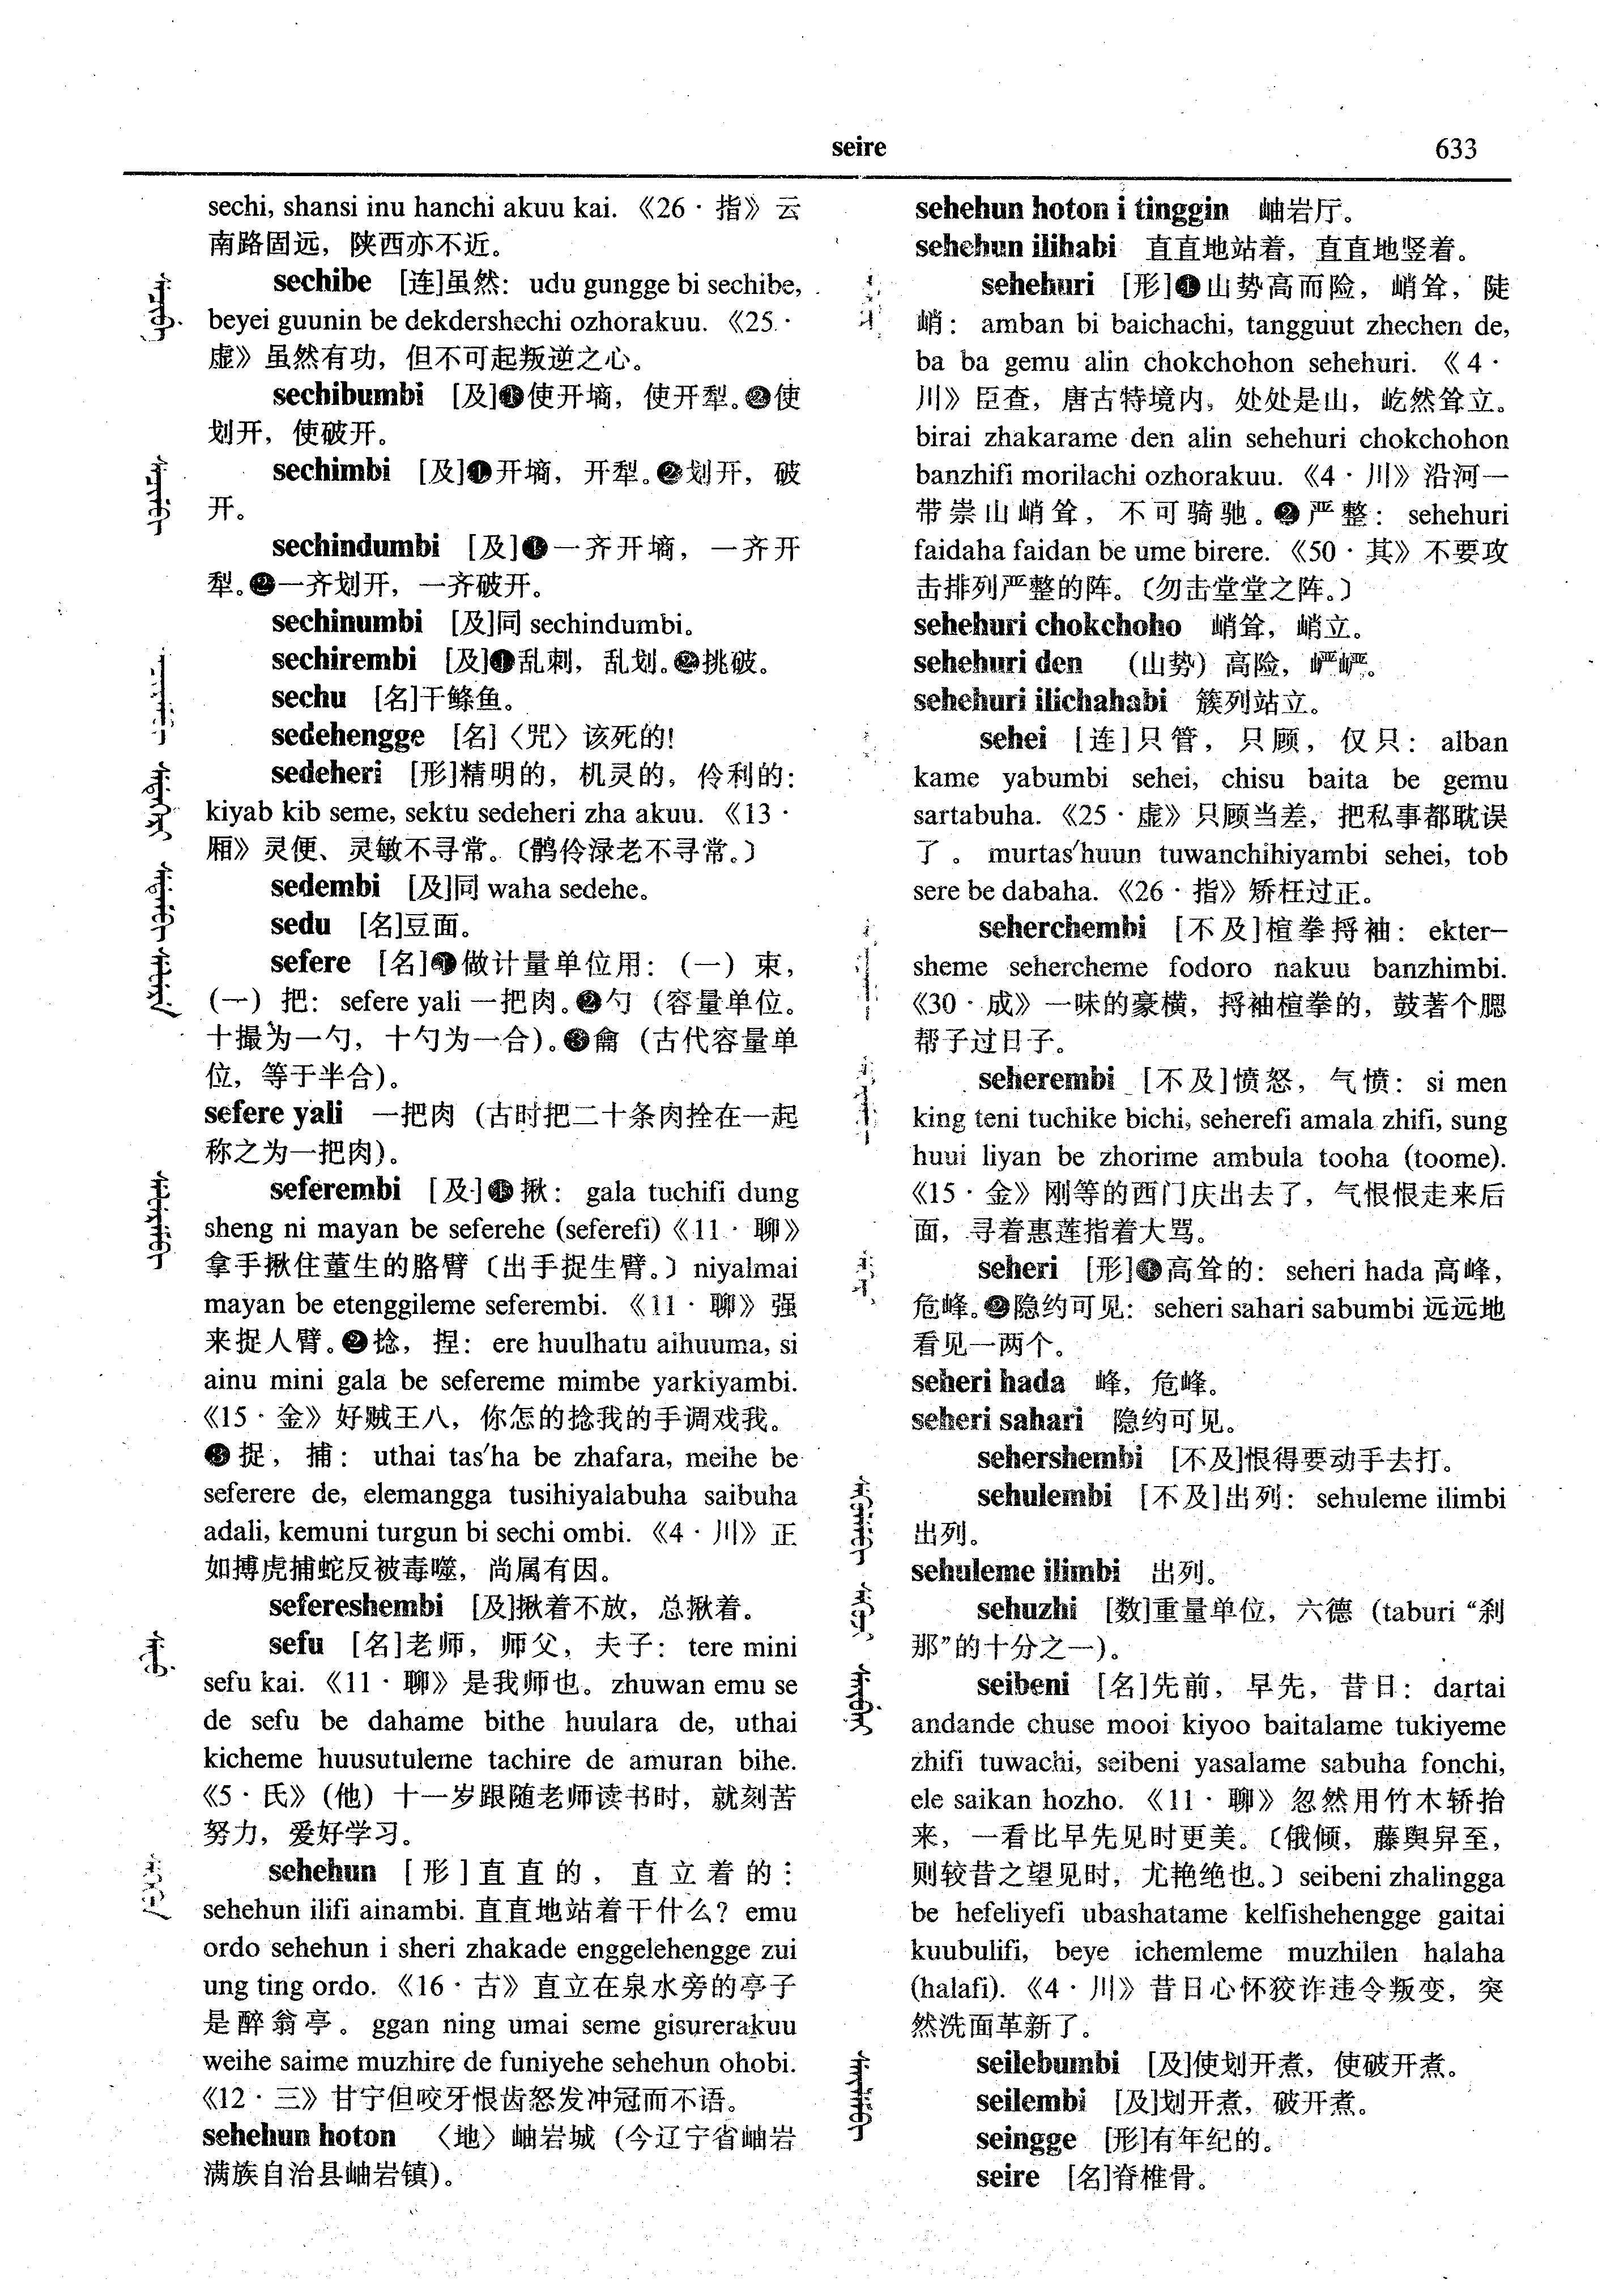 seire
633
sechi, shansi inu hanchi akuu kai.《26·指》云
南路固远，陕西亦不近。
sechibe [连]虽然：udu gungge bi sechibe,
beyei guunin be dekdershechi ozhorakuu.《25·
虚》虽然有功，但不可起叛逆之心。
sechibumbi [及]❶使开墒，使开犁。❷使
划开，使破开。
sechimbi [及]❶开墒，开犁。❷划开，破
开。
sechindumbi [及]❶一齐开墒，一齐开
犁。❷一齐划开，一齐破开。
sechinumbi [及]同 sechindumbi。
sechirembi [及]❶乱刺，乱划。❷挑破。
sechu [名]干鲦鱼。
sedehengge [名]〈咒〉该死的！
sedeheri [形]精明的，机灵的，伶利的：
kiyab kib seme, sektu sedeheri zha akuu.《13·
厢》灵便、灵敏不寻常。〔鹘伶渌老不寻常。〕
sedembi [及]同 waha sedehe。
sedu [名]豆面。
sefere [名]❶做计量单位用：（一）束，
（一）把：sefere yali 一把肉。❷勺（容量单位。
十撮为一勺，十勺为一合）。❸龠（古代容量单
位，等于半合）。
sefere yali 一把肉（古时把二十条肉拴在一起
称之为一把肉）。
seferembi [及]❶揪：gala tuchifi dung
sheng ni mayan be seferehe (seferefi)《11·聊》
拿手揪住董生的胳臂〔出手捉生臂。〕niyalmai
mayan be etenggileme seferembi.《11·聊》强
来捉人臂。❷捻，捏：ere huulhatu aihuuma, si
ainu mini gala be sefereme mimbe yarkiyambi.
《15·金》好贼王八，你怎的捻我的手调戏我。
❸捉，捕：uthai tas'ha be zhafara, meihe be
seferere de, elemangga tusihiyalabuha saibuha
adali, kemuni turgun bi sechi ombi.《4·川》正
如搏虎捕蛇反被毒噬，尚属有因。
sefereshembi [及]揪着不放，总揪着。
sefu [名]老师，师父，夫子：tere mini
sefu kai.《11·聊》是我师也。zhuwan emu se
de sefu be dahame bithe huulara de, uthai
kicheme huusutuleme tachire de amuran bihe.
《5·氏》（他）十一岁跟随老师读书时，就刻苦
努力，爱好学习。
sehehun [形]直直的，直立着的：
sehehun ilifi ainambi. 直直地站着干什么？emu
ordo sehehun i sheri zhakade enggelehengge zui
ung ting ordo.《16·古》直立在泉水旁的亭子
是醉翁亭。ggan ning umai seme gisurerakuu
weihe saime muzhire de funiyehe sehehun ohobi.
《12·三》甘宁但咬牙恨齿怒发冲冠而不语。
sehehun hoton 〈地〉岫岩城（今辽宁省岫岩
满族自治县岫岩镇）。
sehehun hoton i tinggin 岫岩厅。
sehehun ilihabi 直直地站着，直直地竖着。
sehehuri [形]❶山势高而险，峭耸，陡
峭：amban bi baichachi, tangguut zhechen de,
ba ba gemu alin chokchohon sehehuri.《4·
川》臣查，唐古特境内，处处是山，屹然耸立。
birai zhakarame den alin sehehuri chokchohon
banzhifi morilachi ozhorakuu.《4·川》沿河一
带崇山峭耸，不可骑驰。❷严整：sehehuri
faidaha faidan be ume birere.《50·其》不要攻
击排列严整的阵。〔勿击堂堂之阵。〕
sehehuri chokchoho 峭耸，峭立。
sehehuri den （山势）高险，巉巉。
sehehuri ilichahabi 簇列站立。
sehei [连]只管，只顾，仅只：alban
kame yabumbi sehei, chisu baita be gemu
sartabuha.《25·虚》只顾当差，把私事都耽误
了。murtas'huun tuwanchihiyambi sehei, tob
sere be dabaha.《26·指》矫枉过正。
seherchembi [不及]楦拳捋袖：ekter-
sheme sehercheme fodoro nakuu banzhimbi.
《30·成》一味的豪横，捋袖楦拳的，鼓著个腮
帮子过日子。
seherembi [不及]愤怒，气愤：si men
king teni tuchike bichi, seherefi amala zhifi, sung
huui liyan be zhorime ambula tooha (toome).
《15·金》刚等的西门庆出去了，气恨恨走来后
面，寻着惠莲指着大骂。
seheri [形]❶高耸的：seheri hada 高峰，
危峰。❷隐约可见：seheri sahari sabumbi 远远地
看见一两个。
seheri hada 峰，危峰。
seheri sahari 隐约可见。
sehershembi [不及]恨得要动手去打。
sehulembi [不及]出列：sehuleme ilimbi
出列。
sehuleme ilimbi 出列。
sehuzhi [数]重量单位，六德（taburi “刹
那”的十分之一）。
seibeni [名]先前，早先，昔日：dartai
andande chuse mooi kiyoo baitalame tukiyeme
zhifi tuwachi, seibeni yasalame sabuha fonchi,
ele saikan hozho.《11·聊》忽然用竹木轿抬
来，一看比早先见时更美。〔俄倾，藤舆舁至，
则较昔之望见时，尤艳绝也。〕seibeni zhalingga
be hefeliyefi ubashatame kelfishehengge gaitai
kuubulifi, beye ichemleme muzhilen halaha
(halafi).《4·川》昔日心怀狡诈违令叛变，突
然洗面革新了。
seilebumbi [及]使划开煮，使破开煮。
seilembi [及]划开煮，破开煮。
seingge [形]有年纪的。
seire [名]脊椎骨。